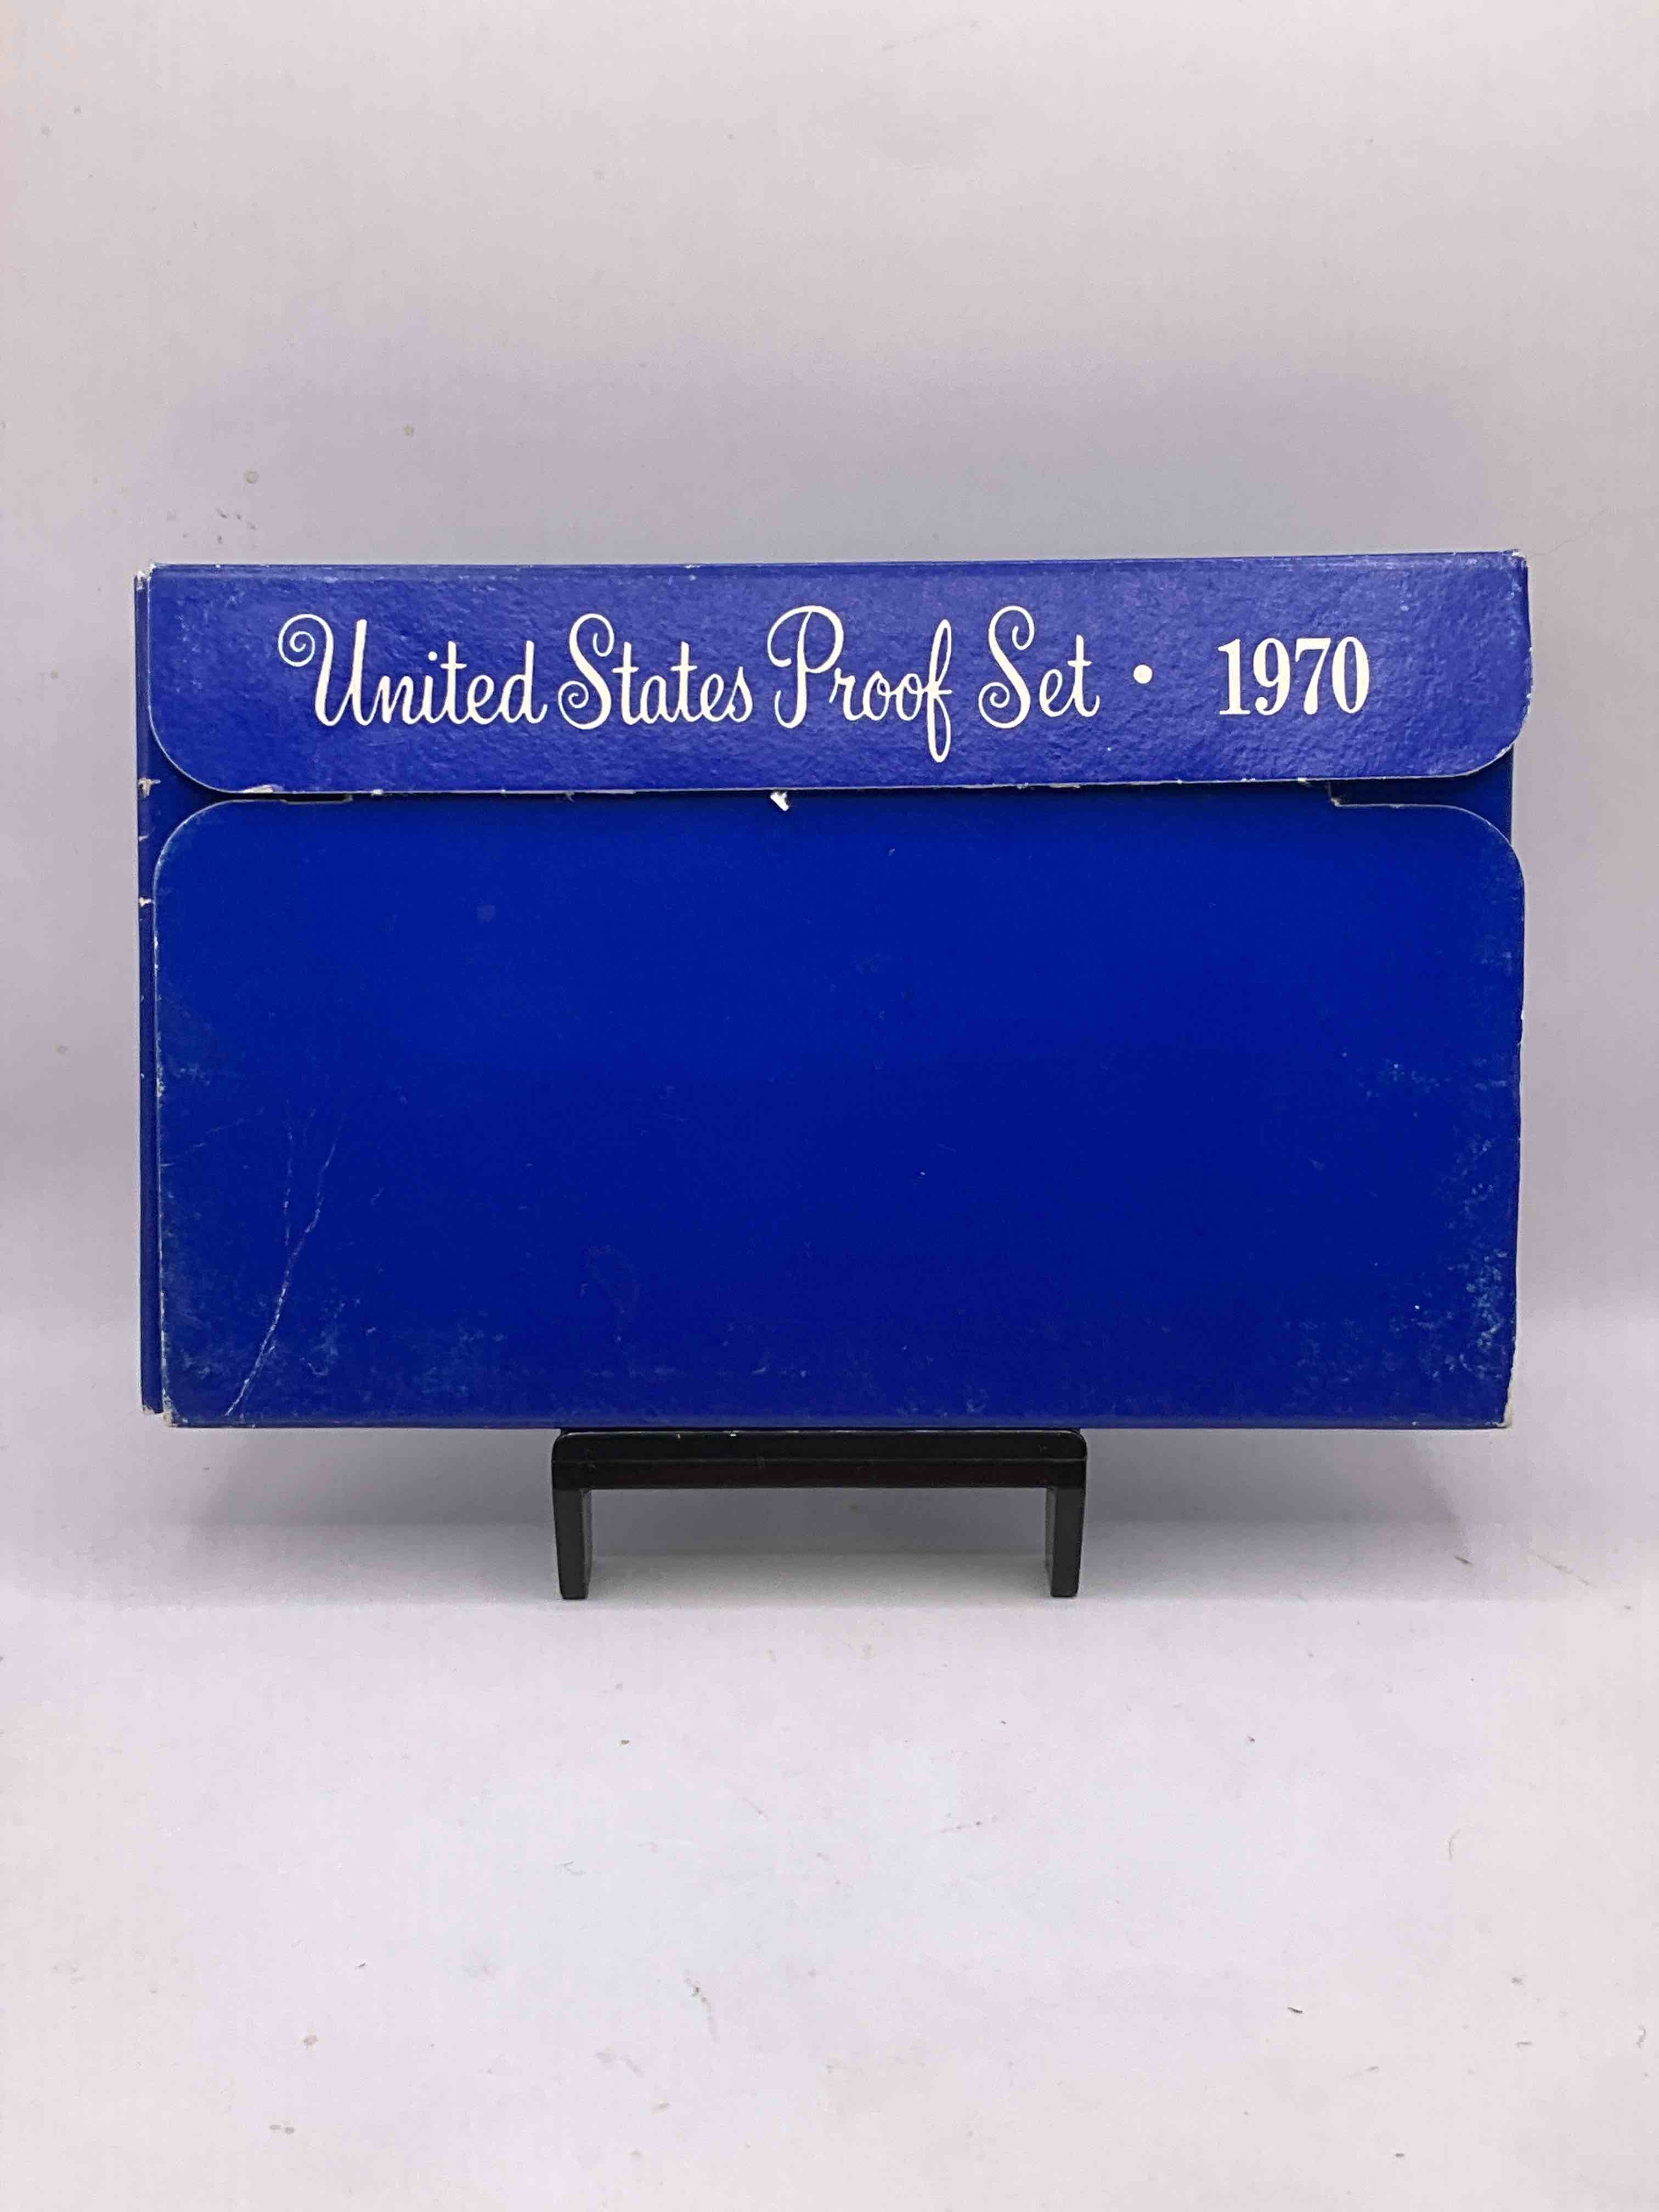 United States Proof Set • 1970